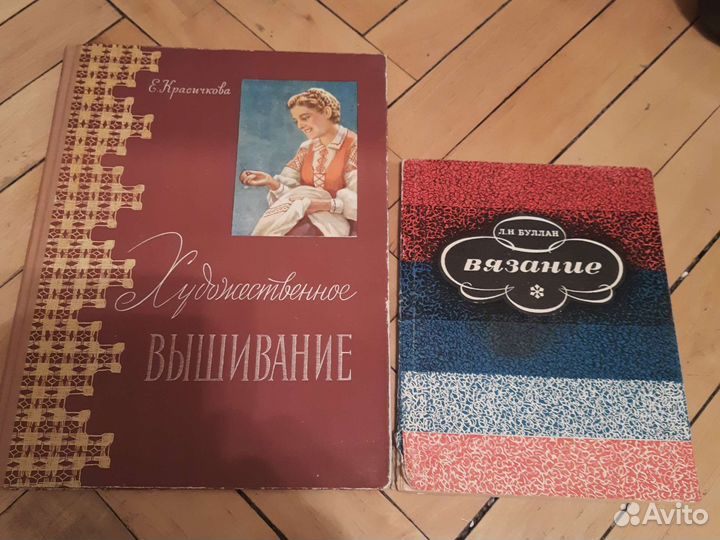 Е. Красичкова
Художественное
ВЫШИВАНИЕ
Л.Н. БУЛЛАН
ВЯЗАНИЕ
Avito